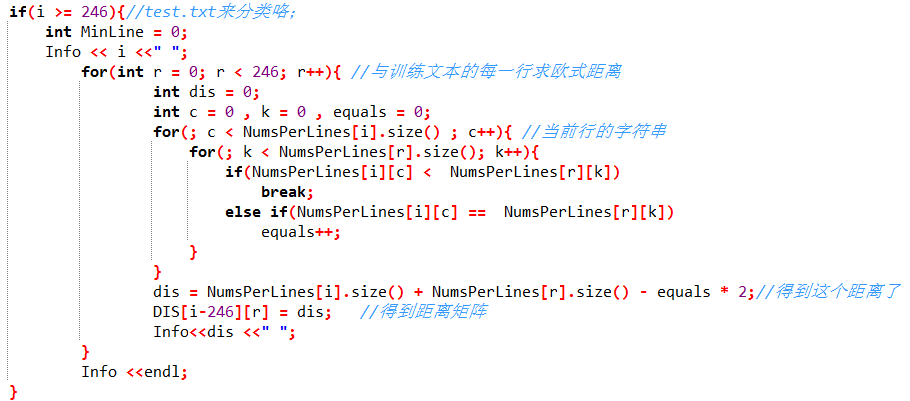 if(i >= 246){//test.txt来分类咯;
int MinLine = 0;
Info << i <<" ";
for(int r = 0; r < 246; r++){ //与训练文本的每一行求欧式距离
int dis = 0;
int c = 0 , k = 0 , equals = 0;
for(; c < NumsPerLines[i].size() ; c++){ //当前行的字符串
for(; k < NumsPerLines[r].size(); k++){
if(NumsPerLines[i][c] <  NumsPerLines[r][k])
break;
else if(NumsPerLines[i][c] ==  NumsPerLines[r][k])
equals++;
}
}
dis = NumsPerLines[i].size() + NumsPerLines[r].size() - equals * 2;//得到这个距离了
DIS[i-246][r] = dis;   //得到距离矩阵
Info<<dis <<" ";
}
Info <<endl;
}